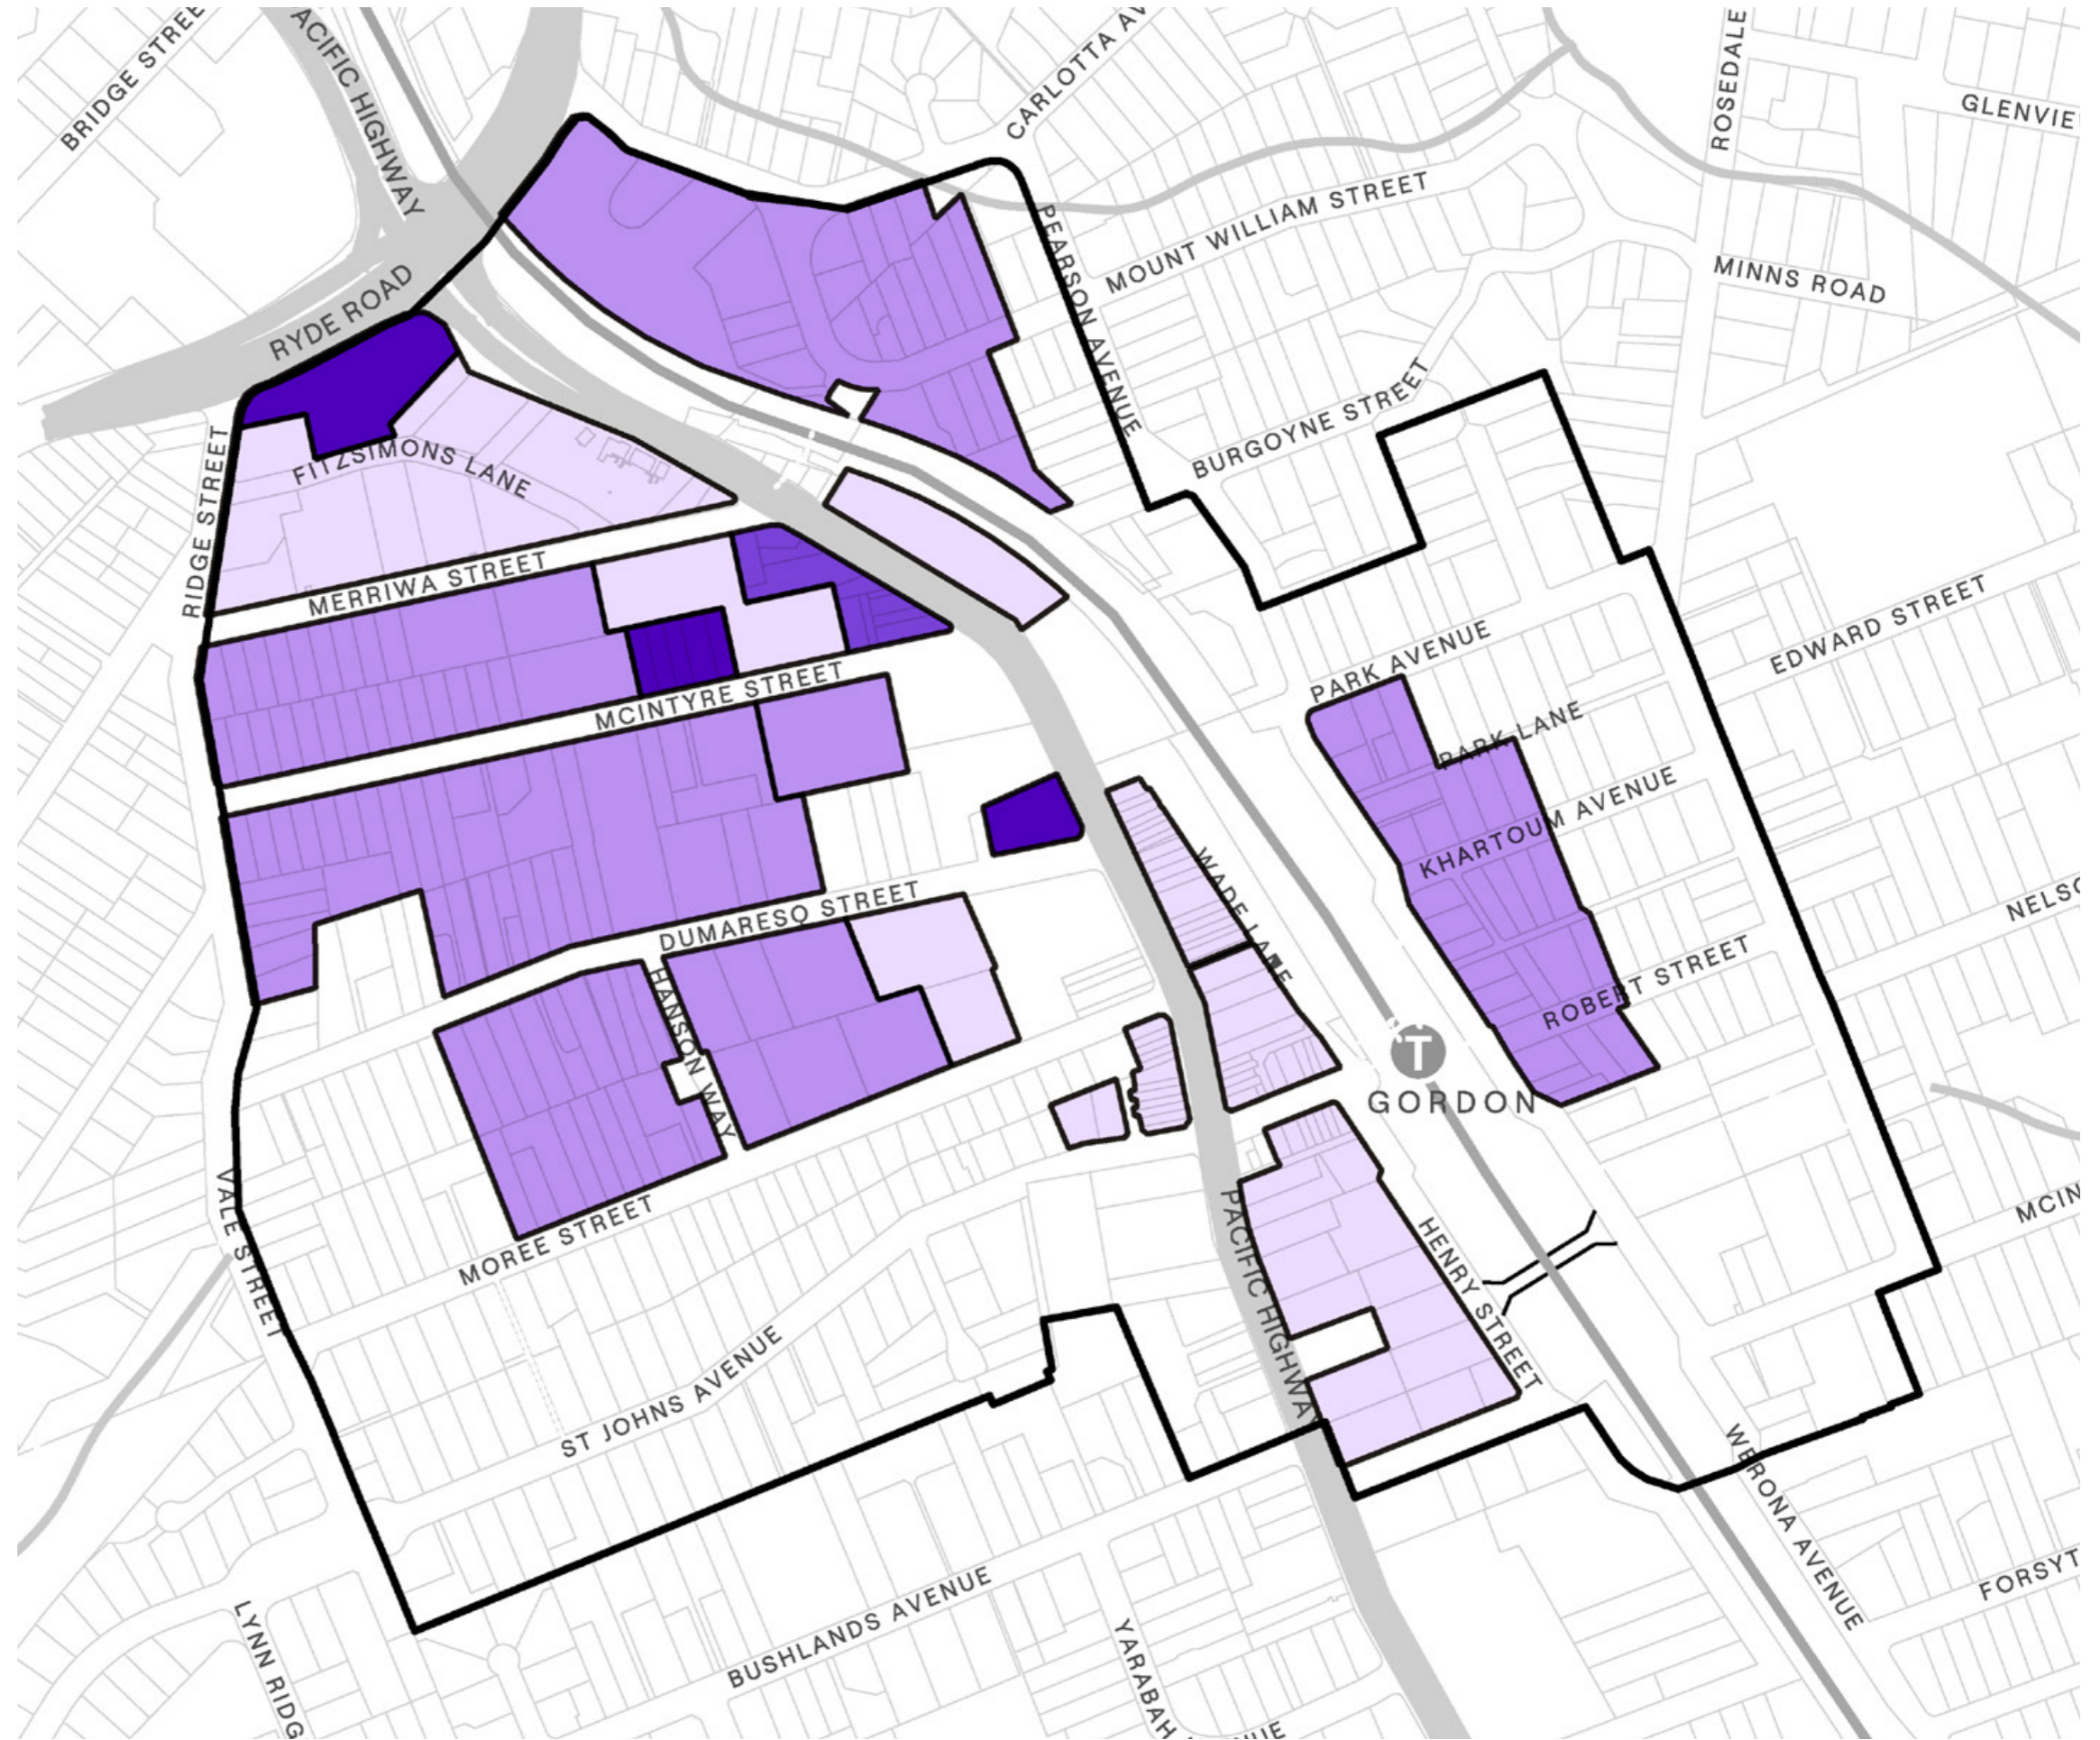 BRIDGE STREE
ACIFIC HIGHWAY
CARLOTTA AV
ROSEDALE
GLENVIE
RYDE ROAD
PEARSON AVENUE
MOUNT WILLIAM STREET
MINNS ROAD
RIDGE STREET
FITZSIMONS LANE
BURGOYNE STREET
MERRIWA STREET
EDWARD STREET
PARK AVENUE
MCINTYRE STREET
PARK LANE
KHARTOUM AVENUE
WADE LANE
DUMARESQ STREET
NELSO
ROBERT STREET
HANSON WAY
T
GORDON
VALE STREET
MOREE STREET
PACIFIC HIGHWAY
HENRY STREET
MCIN
ST JOHNS AVENUE
WERONA AVENUE
BUSHLANDS AVENUE
FORSYT
LYNN RIDG
YARABAH
NUE